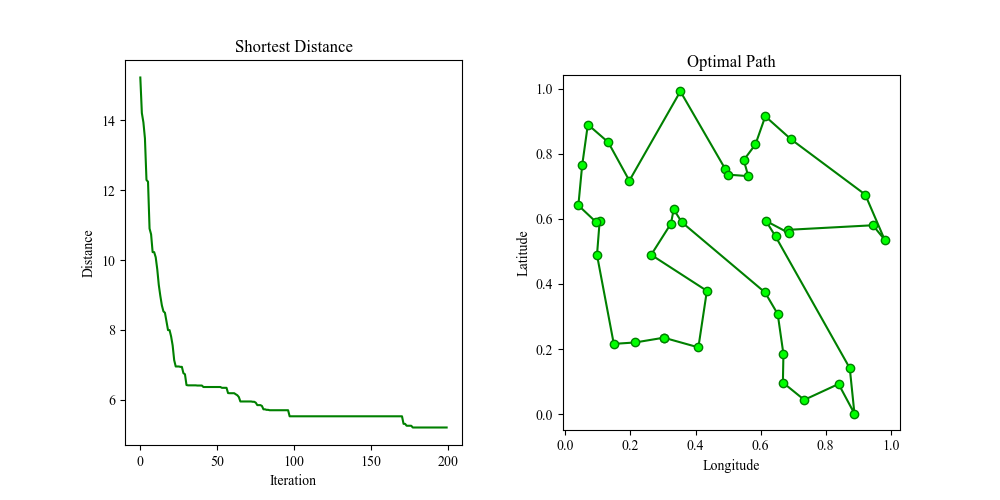 Shortest Distance
Distance
14
12
10
8
6
0 50 100 150 200
Iteration
Optimal Path
Latitude
1.0
0.8
0.6
0.4
0.2
0.0
0.0 0.2 0.4 0.6 0.8 1.0
Longitude